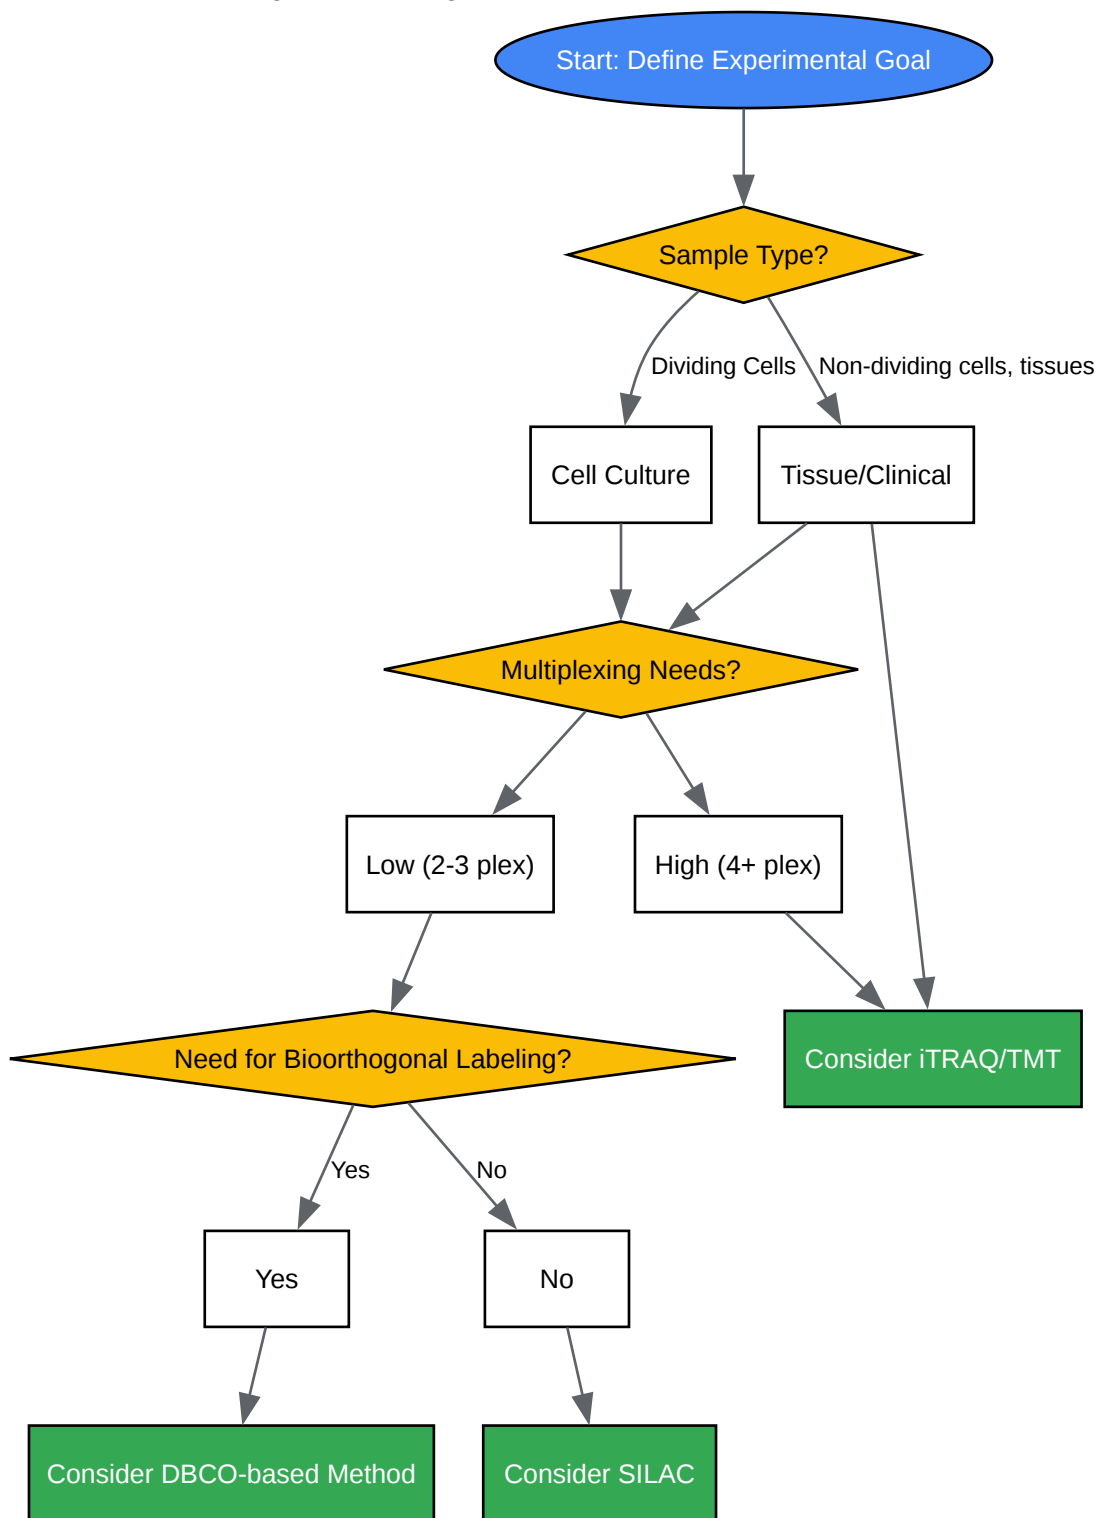 Start: Define Experimental Goal
Sample Type?
Dividing Cells
Non-dividing cells, tissues
Cell Culture
Tissue/Clinical
Multiplexing Needs?
Low (2-3 plex)
High (4+ plex)
Need for Bioorthogonal Labeling?
Consider iTRAQ/TMT
Yes
No
Yes
No
Consider DBCO-based Method
Consider SILAC